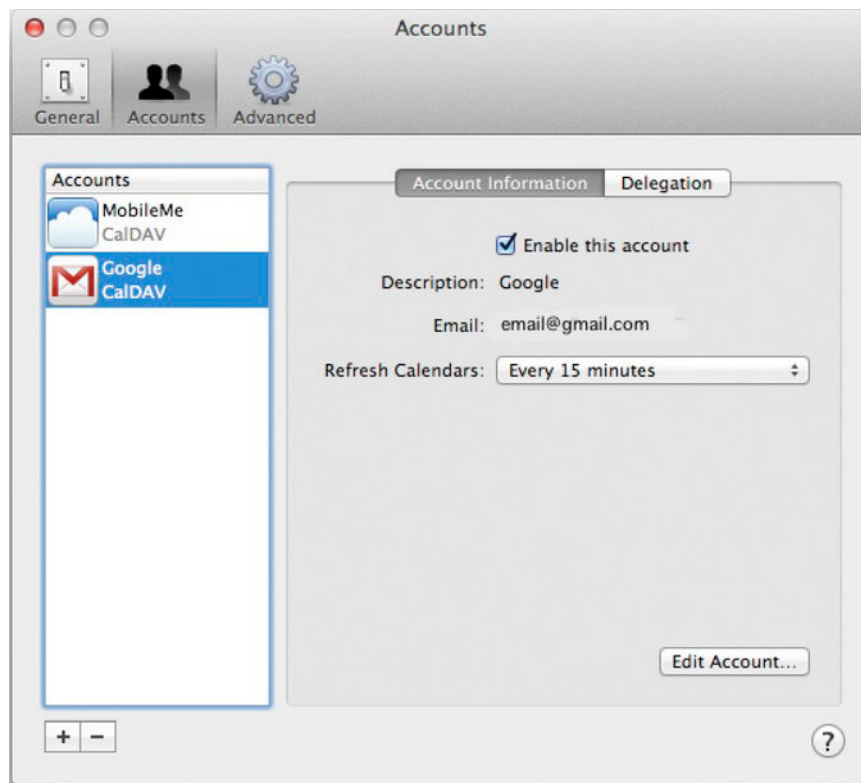 Accounts
General Accounts Advanced
Accounts
MobileMe
CalDAV
Google
CalDAV
Account Information Delegation
Enable this account
Description: Google
Email: email@gmail.com
Refresh Calendars: Every 15 minutes
Edit Account...
+ −
?